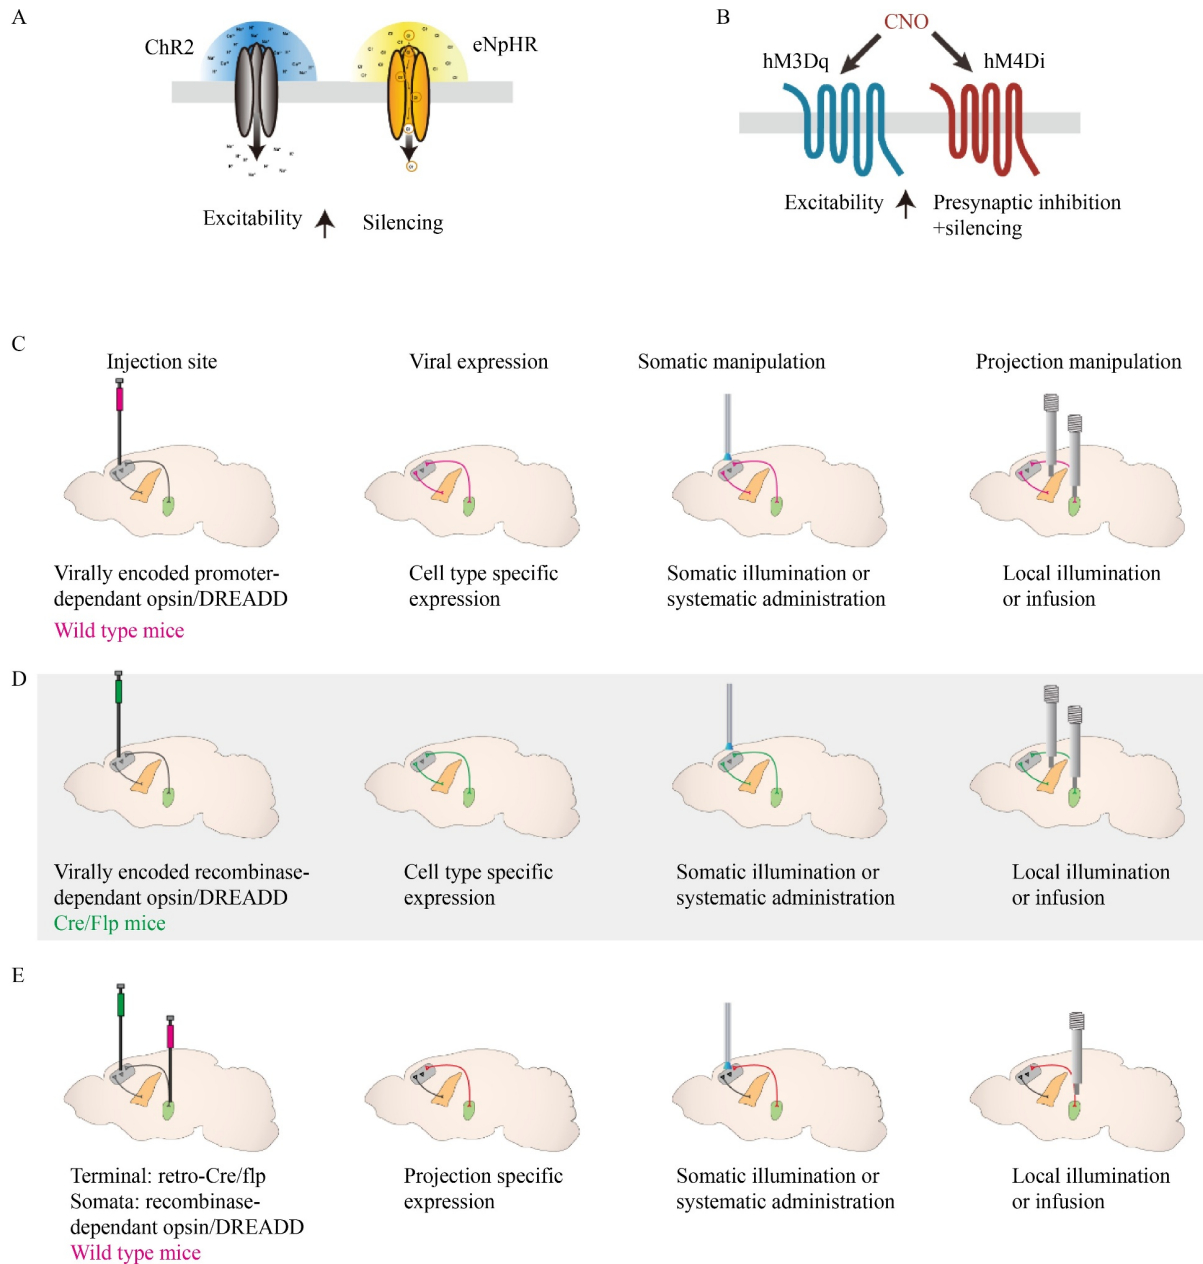 A
ChR2
eNpHR
Excitability
Silencing
B
CNO
hM3Dq
hM4Di
Excitability
Presynaptic inhibition
+silencing
C
Injection site
Viral expression
Somatic manipulation
Projection manipulation
Virally encoded promoter-
dependant opsin/DREADD
Wild type mice
Cell type specific
expression
Somatic illumination or
systematic administration
Local illumination
or infusion
D
Virally encoded recombinase-
dependant opsin/DREADD
Cre/Flp mice
Cell type specific
expression
Somatic illumination or
systematic administration
Local illumination
or infusion
E
Terminal: retro-Cre/flp
Somata: recombinase-
dependant opsin/DREADD
Wild type mice
Projection specific
expression
Somatic illumination or
systematic administration
Local illumination
or infusion